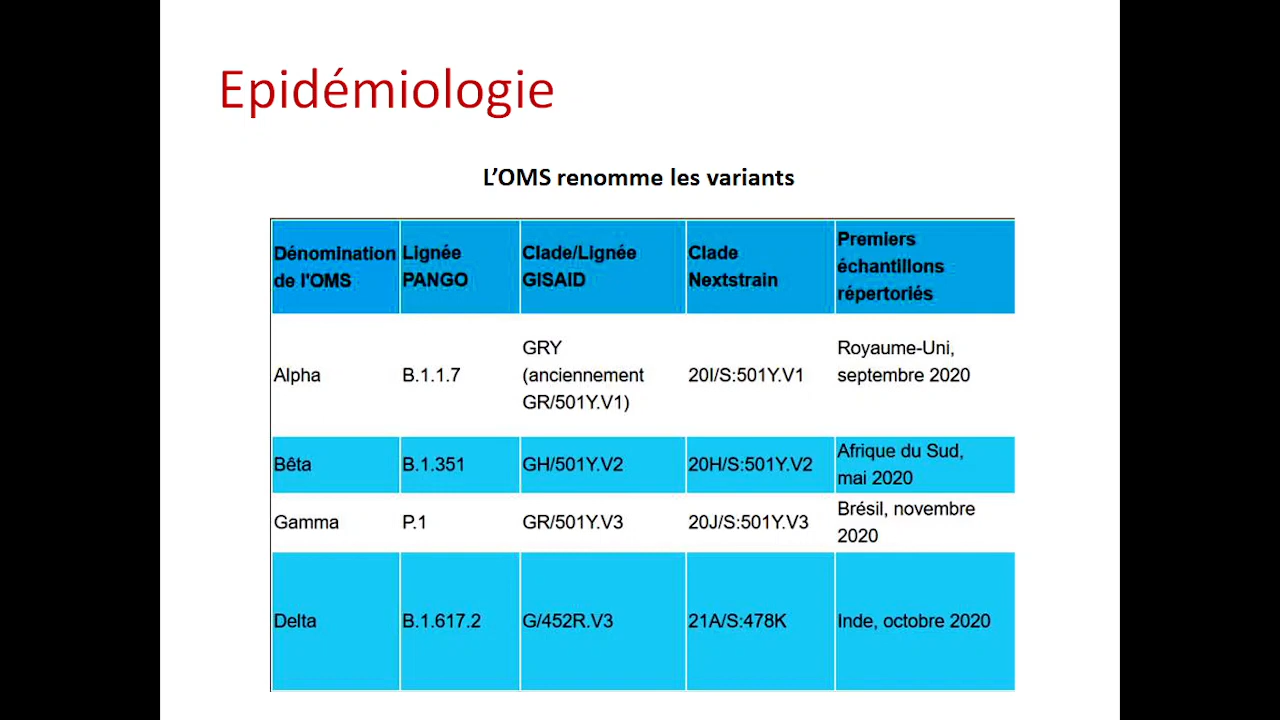 Epidémiologie
L'OMS renomme les variants
Dénomination de l'OMS
Lignée PANGO
Clade/Lignée GISAID
Clade Nextstrain
Premiers échantillons répertoriés
Alpha
B.1.1.7
GRY (anciennement GR/501Y.V1)
20I/S:501Y.V1
Royaume-Uni, septembre 2020
Bêta
B.1.351
GH/501Y.V2
20H/S:501Y.V2
Afrique du Sud, mai 2020
Gamma
P.1
GR/501Y.V3
20J/S:501Y.V3
Brésil, novembre 2020
Delta
B.1.617.2
G/452R.V3
21A/S:478K
Inde, octobre 2020